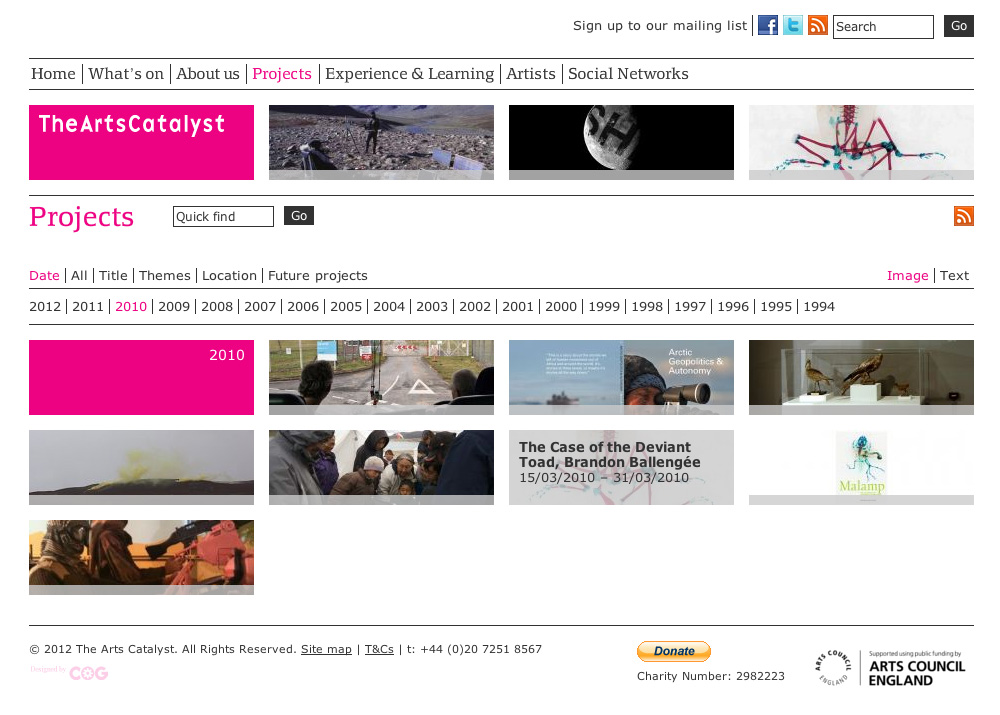 Sign up to our mailing list
Search
Go
Home
What's on
About us
Projects
Experience & Learning
Artists
Social Networks
TheArtsCatalyst
Projects
Quick find
Go
Date
All
Title
Themes
Location
Future projects
Image
Text
2012
2011
2010
2009
2008
2007
2006
2005
2004
2003
2002
2001
2000
1999
1998
1997
1996
1995
1994
2010
Arctic
Geopolitics &
Autonomy
The Case of the Deviant
Toad, Brandon Ballengée
15/03/2010 – 31/03/2010
Malamp
© 2012 The Arts Catalyst. All Rights Reserved. Site map | T&Cs | t: +44 (0)20 7251 8567
Designed by COG
Donate
Charity Number: 2982223
ARTS COUNCIL
ENGLAND
Supported using public funding by
ARTS COUNCIL
ENGLAND